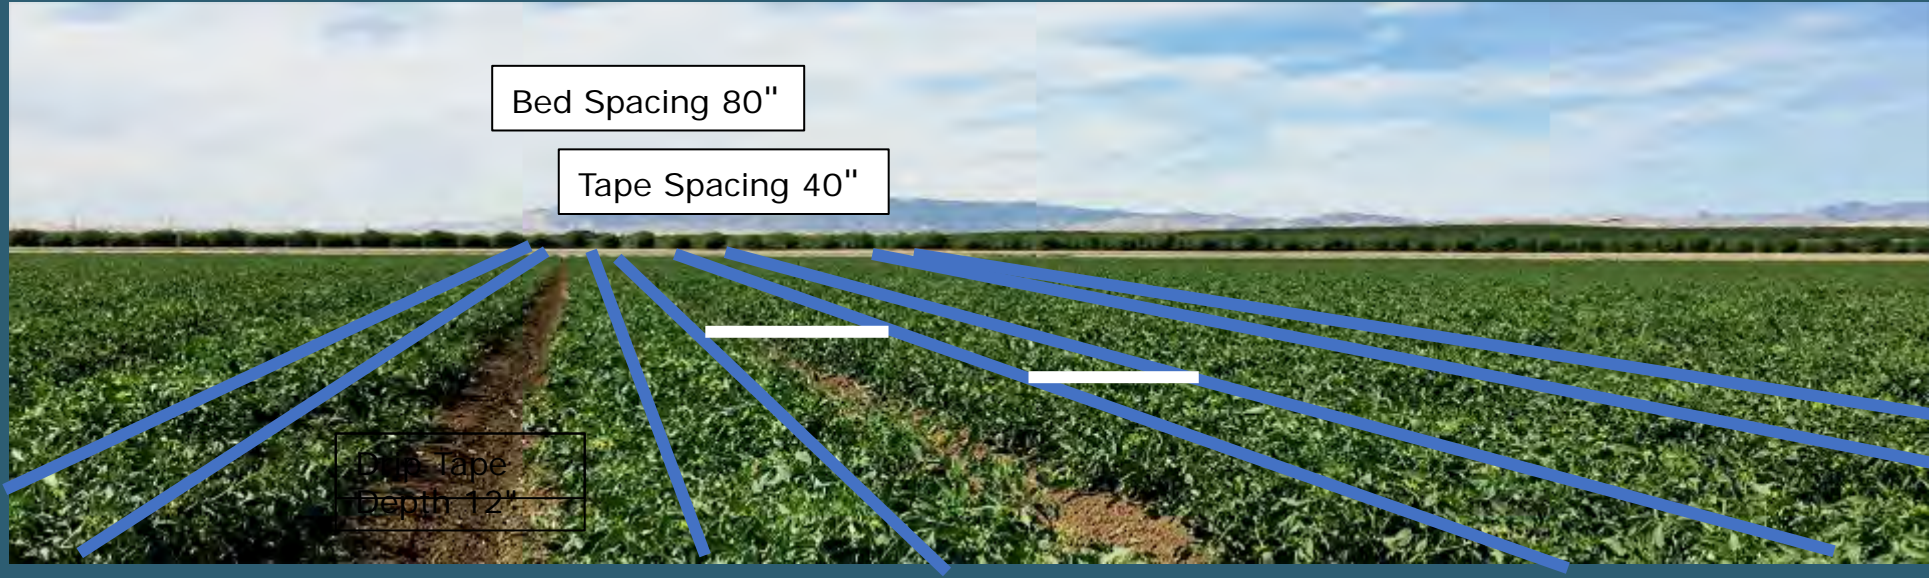 Bed Spacing 80"
Tape Spacing 40"
Drip Tape
Depth 12"